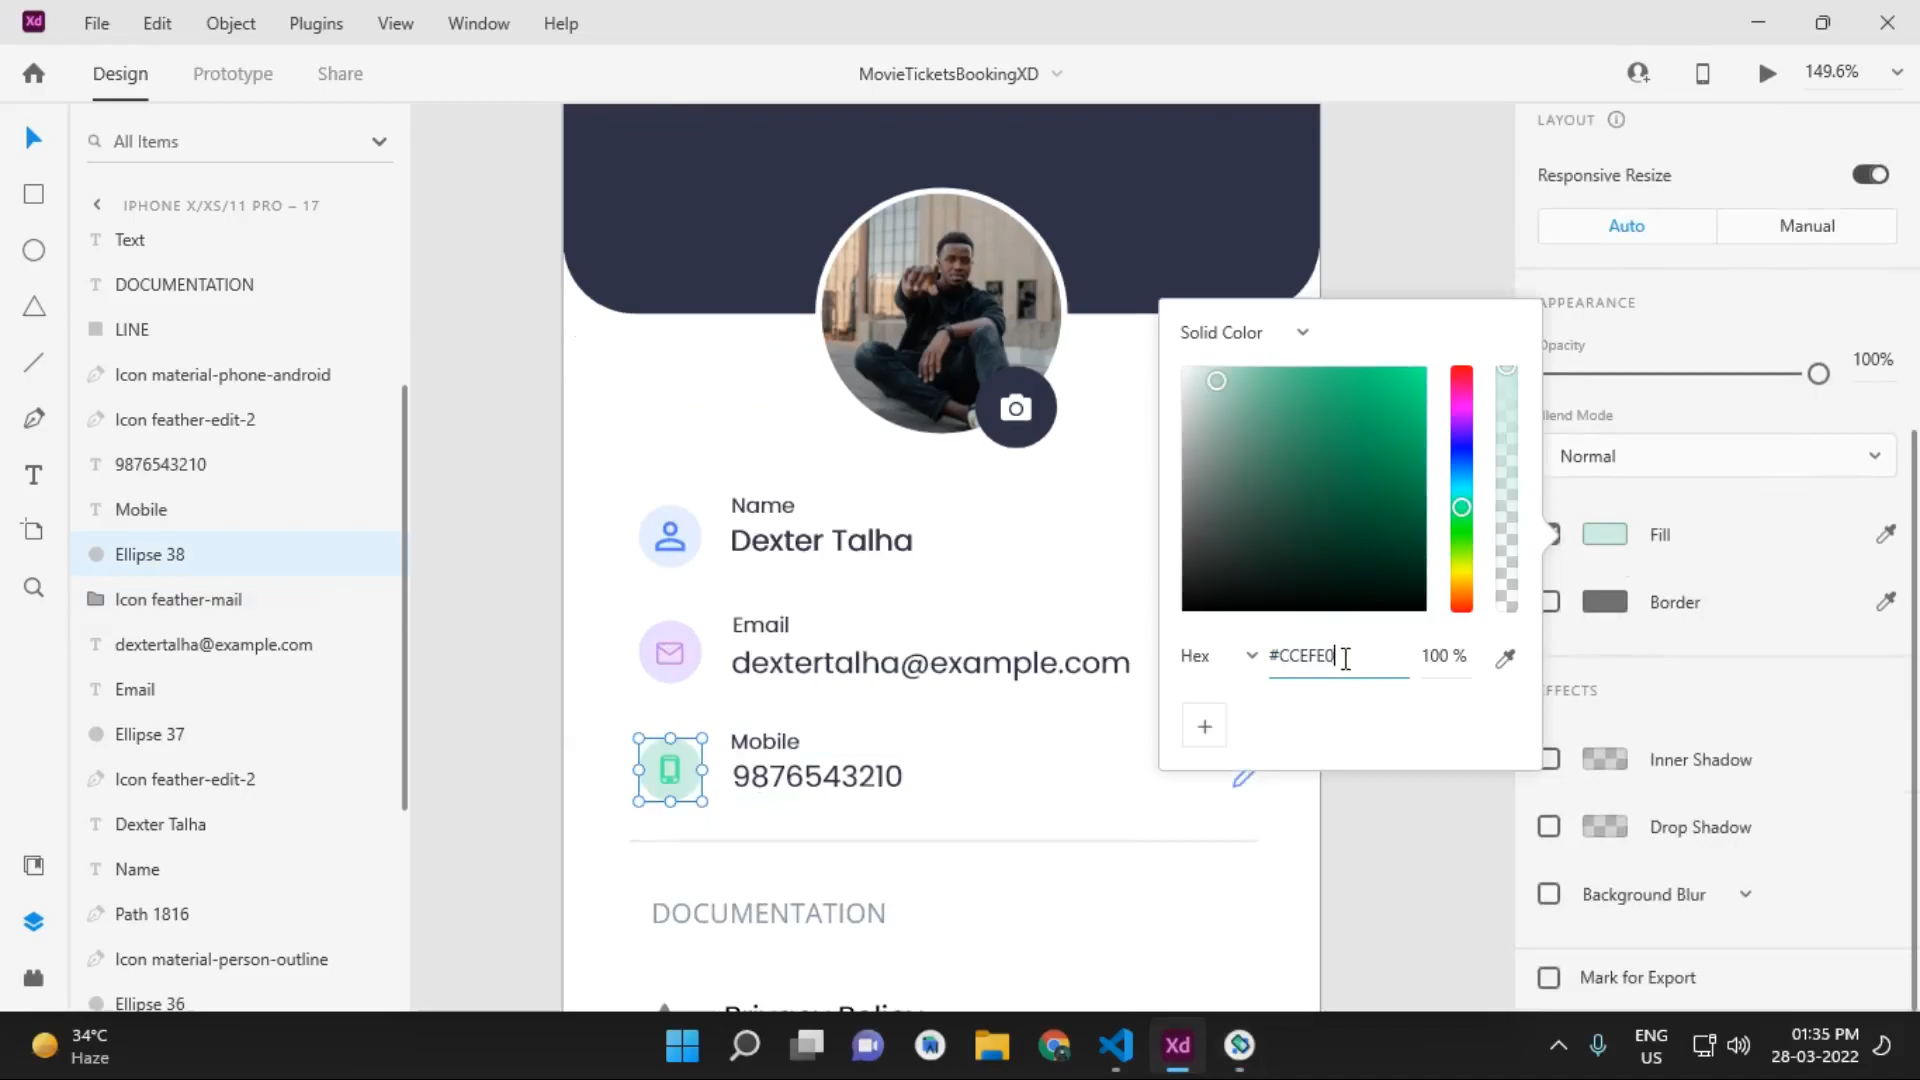 Xd File Edit Object Plugins View Window Help
Design Prototype Share MovieTicketsBookingXD 149.6%
All Items
IPHONE X/XS/11 PRO – 17
Text
DOCUMENTATION
LINE
Icon material-phone-android
Icon feather-edit-2
9876543210
Mobile
Ellipse 38
Icon feather-mail
dextertalha@example.com
Email
Ellipse 37
Icon feather-edit-2
Dexter Talha
Name
Path 1816
Icon material-person-outline
Ellipse 36
Name
Dexter Talha
Email
dextertalha@example.com
Mobile
9876543210
DOCUMENTATION
Privacy Policy
Solid Color
Hex #CCEFE0 100 %
+
LAYOUT
Responsive Resize
Auto Manual
APPEARANCE
Opacity
100%
Blend Mode
Normal
Fill
Border
EFFECTS
Inner Shadow
Drop Shadow
Background Blur
Mark for Export
34°C
Haze
Xd
ENG
US
01:35 PM
28-03-2022